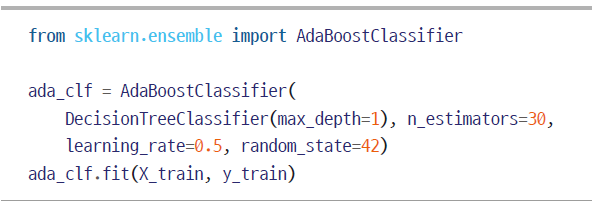 from sklearn.ensemble import AdaBoostClassifier
ada_clf = AdaBoostClassifier(
    DecisionTreeClassifier(max_depth=1), n_estimators=30,
    learning_rate=0.5, random_state=42)
ada_clf.fit(X_train, y_train)